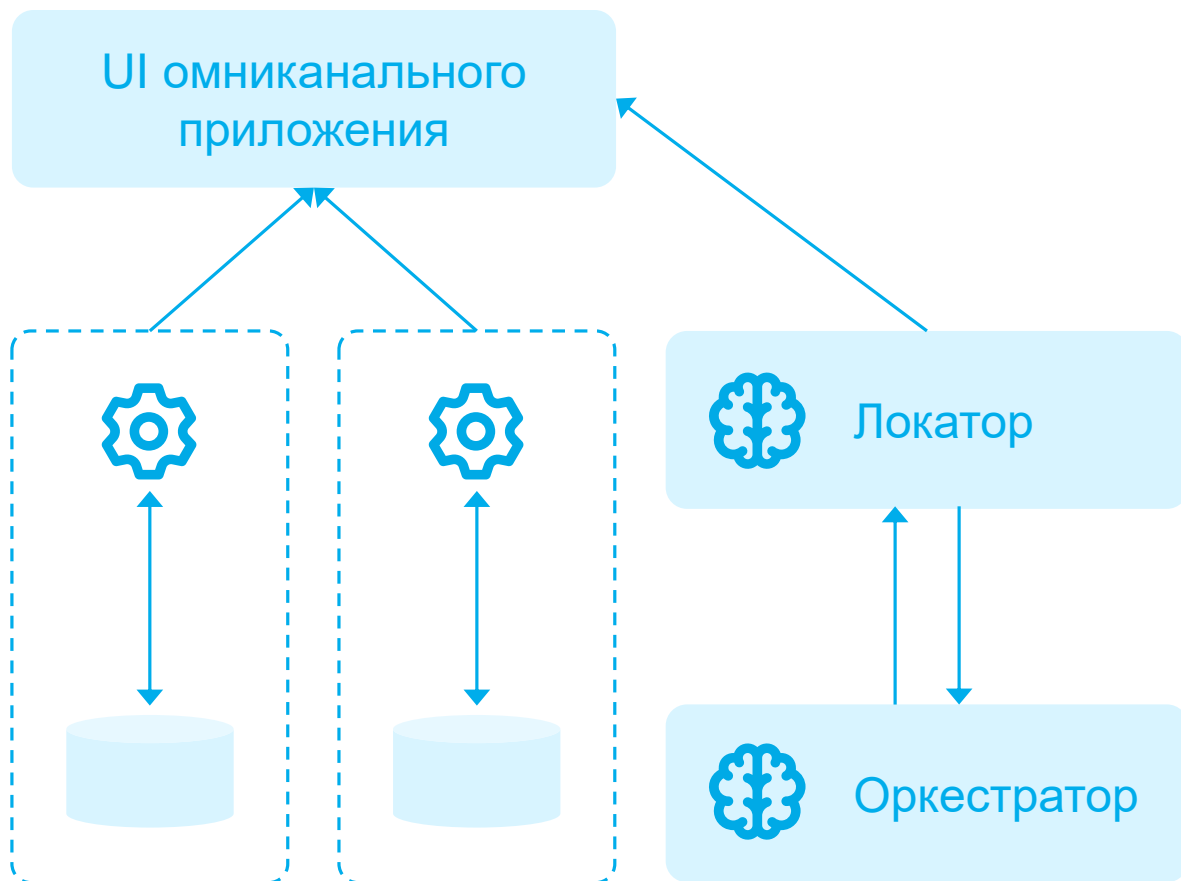 UI омниканального
приложения
Локатор
Оркестратор